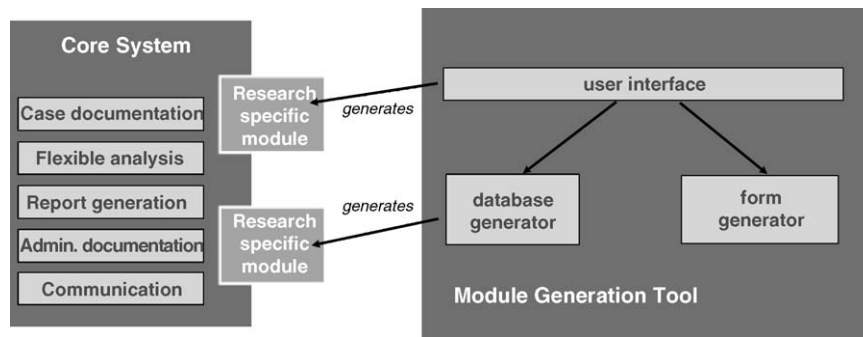 Core System
Case documentation
Flexible analysis
Report generation
Admin. documentation
Communication
Research
specific
module
Research
specific
module
generates
generates
user interface
database
generator
form
generator
Module Generation Tool